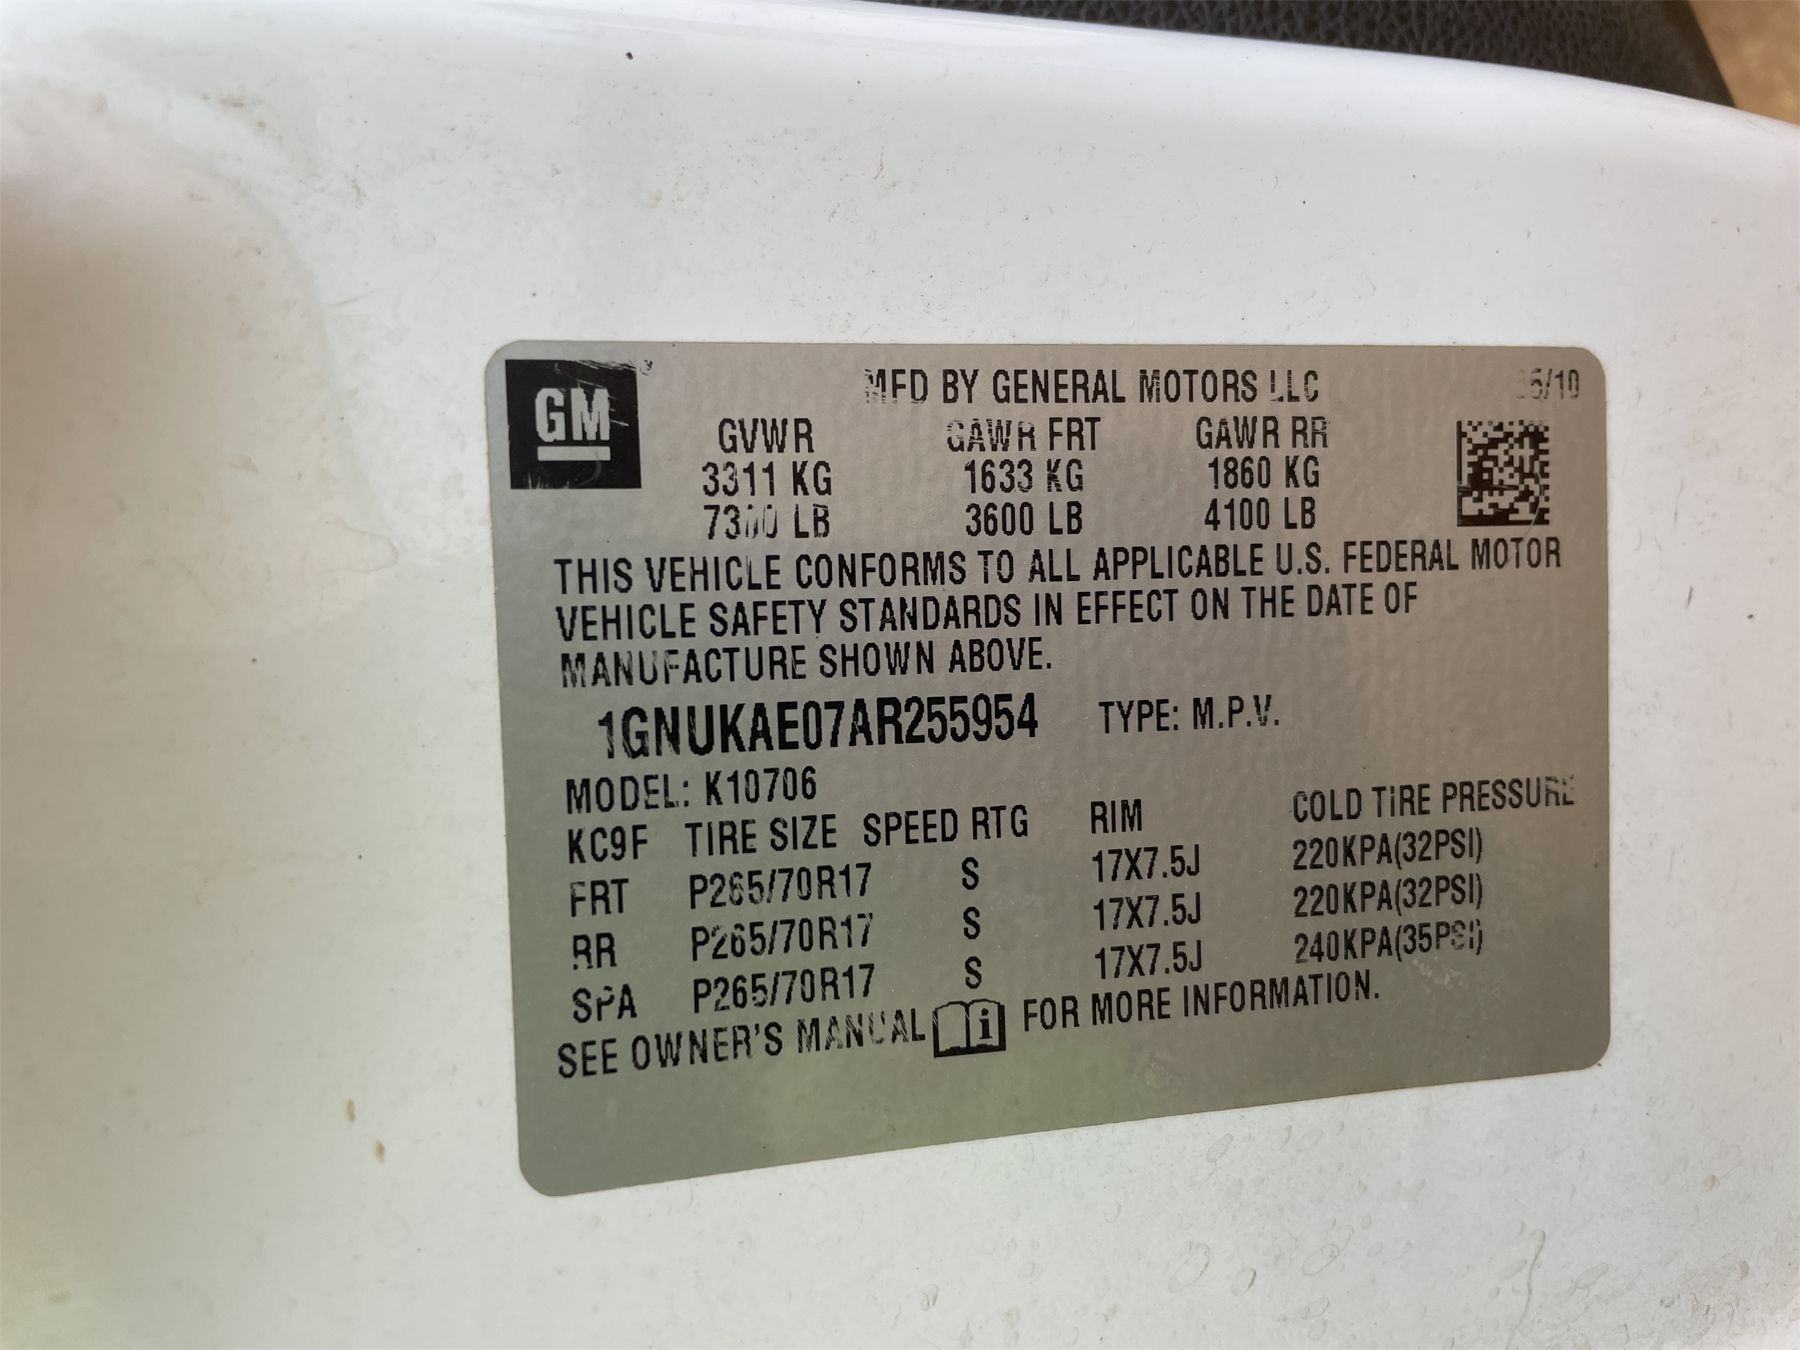 GM
MFD BY GENERAL MOTORS LLC
GVWR GAWR FRT GAWR RR
3311 KG 1633 KG 1860 KG
7300 LB 3600 LB 4100 LB
THIS VEHICLE CONFORMS TO ALL APPLICABLE U.S. FEDERAL MOTOR
VEHICLE SAFETY STANDARDS IN EFFECT ON THE DATE OF
MANUFACTURE SHOWN ABOVE.
1GNUKAE07AR255954 TYPE: M.P.V.
MODEL: K10706
KC9F TIRE SIZE SPEED RTG RIM COLD TIRE PRESSURE
FRT P265/70R17 S 17X7.5J 220KPA(32PSI)
RR P265/70R17 S 17X7.5J 220KPA(32PSI)
SPA P265/70R17 S 17X7.5J 240KPA(35PSI)
SEE OWNER'S MANUAL i FOR MORE INFORMATION.